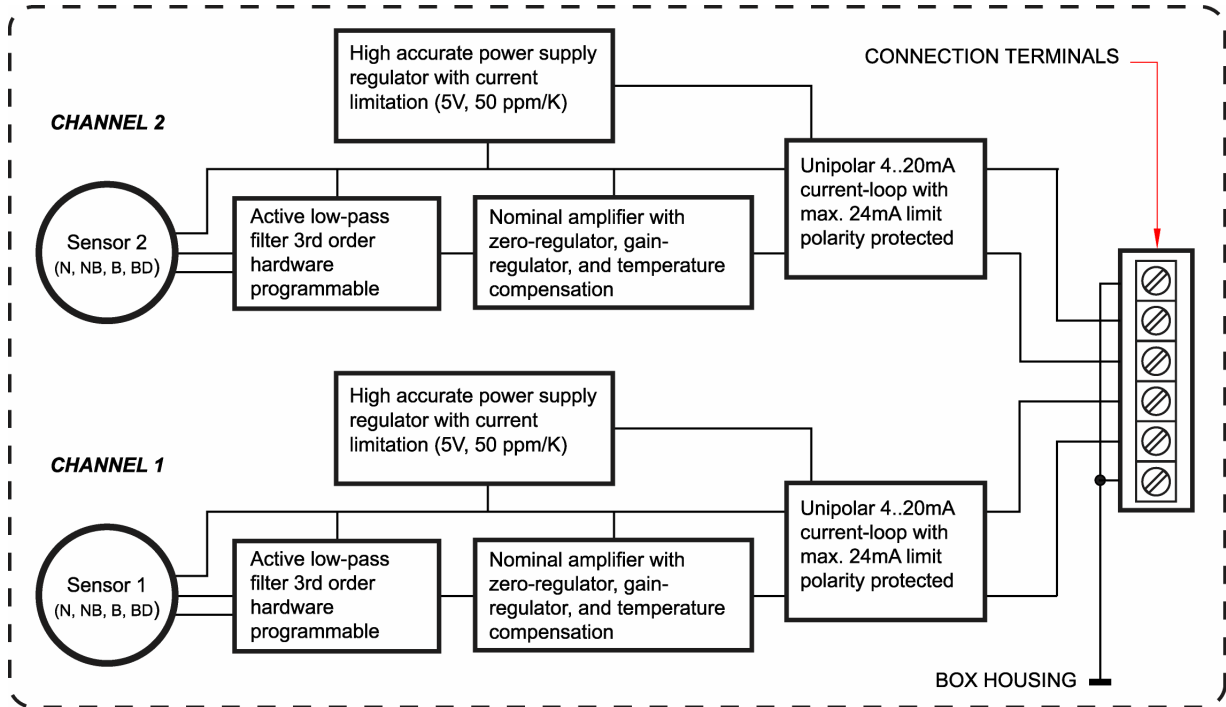 High accurate power supply
regulator with current
limitation (5V, 50 ppm/K)
CONNECTION TERMINALS
CHANNEL 2
Unipolar 4..20mA
current-loop with
max. 24mA limit
polarity protected
Sensor 2
(N, NB, B, BD)
Active low-pass
filter 3rd order
hardware
programmable
Nominal amplifier with
zero-regulator, gain-
regulator, and temperature
compensation
High accurate power supply
regulator with current
limitation (5V, 50 ppm/K)
CHANNEL 1
Unipolar 4..20mA
current-loop with
max. 24mA limit
polarity protected
Sensor 1
(N, NB, B, BD)
Active low-pass
filter 3rd order
hardware
programmable
Nominal amplifier with
zero-regulator, gain-
regulator, and temperature
compensation
BOX HOUSING